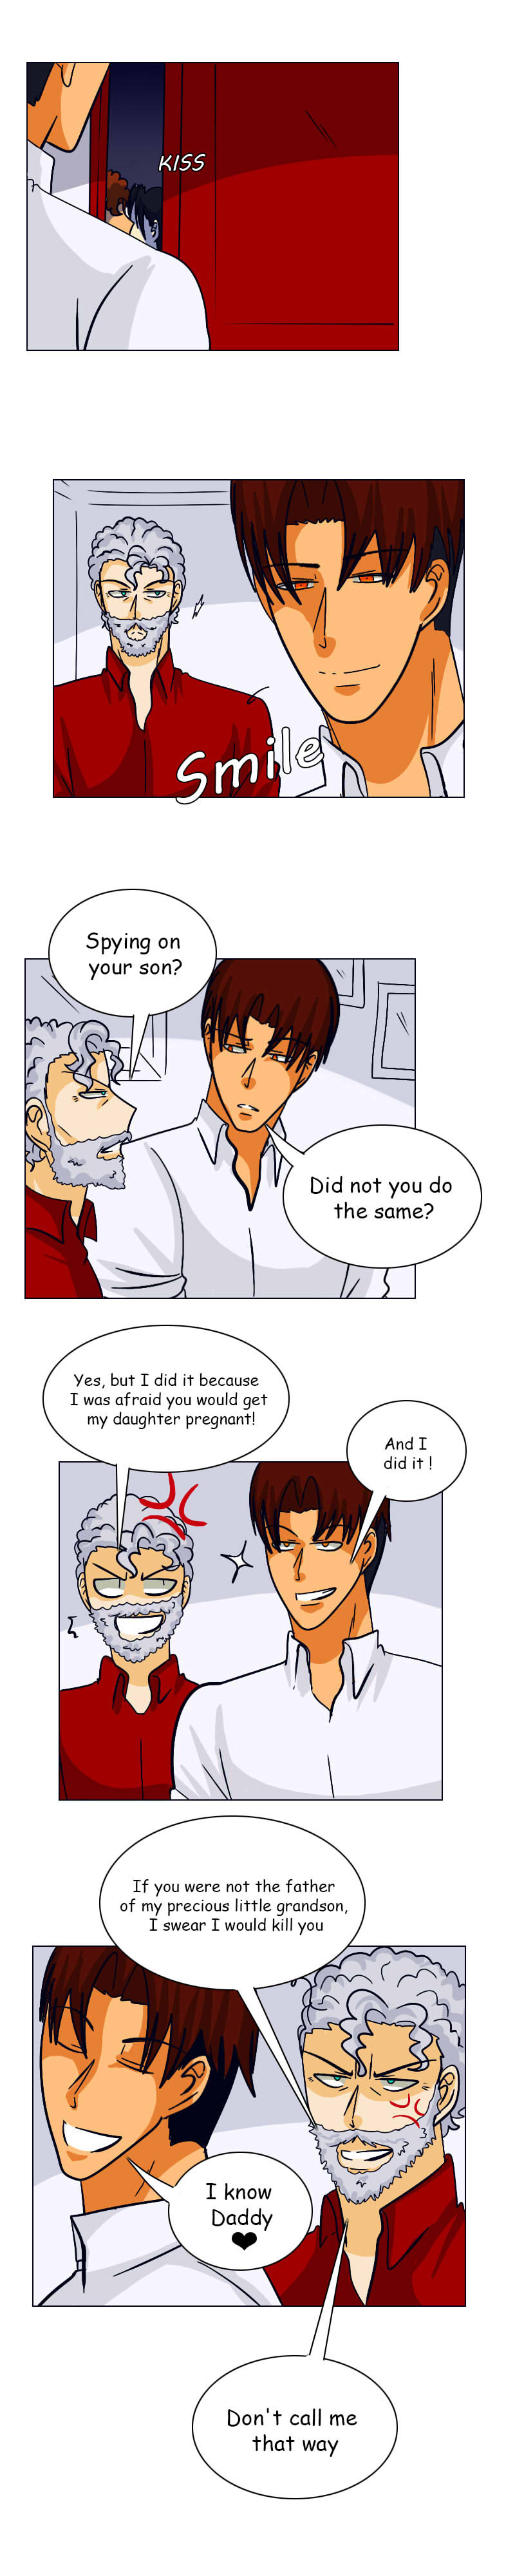 KISS
Smile
Spying on
your son?
Did not you do
the same?
Yes, but I did it because
I was afraid you would get
my daughter pregnant!
And I
did it !
If you were not the father
of my precious little grandson,
I swear I would kill you
I know
Daddy
Don't call me
that way